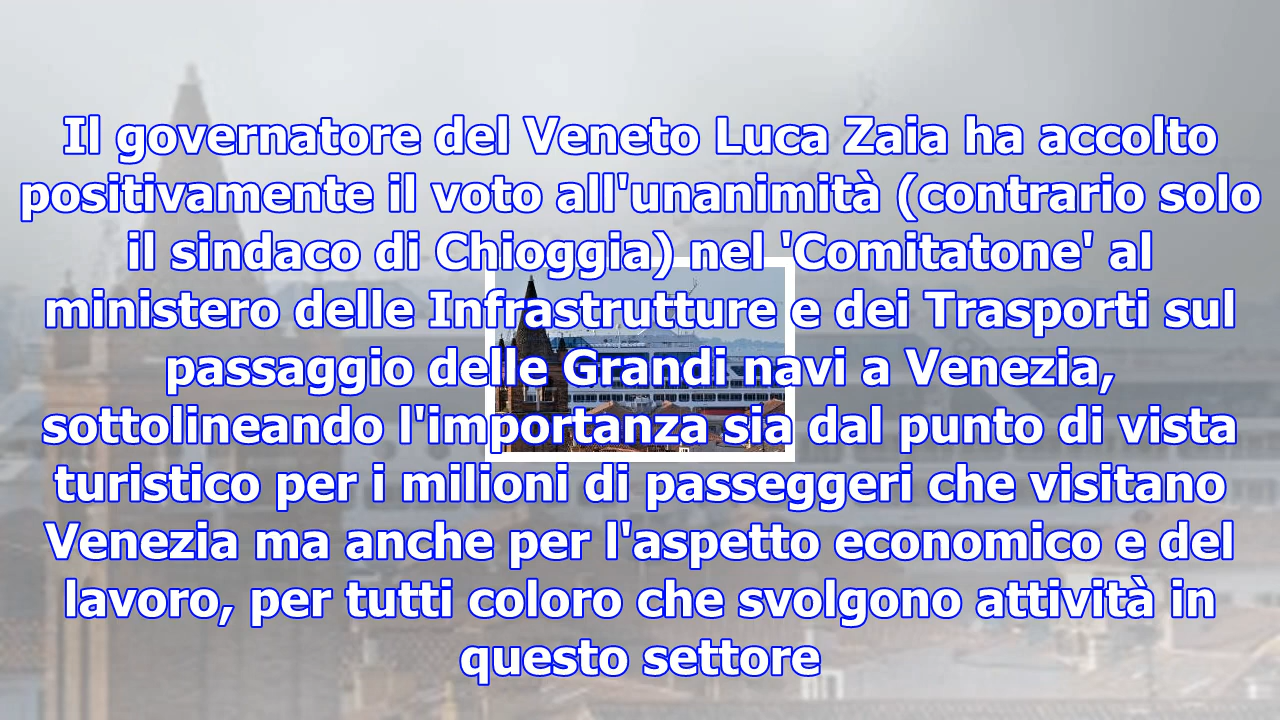 Il governatore del Veneto Luca Zaia ha accolto
positivamente il voto all'unanimità (contrario solo
il sindaco di Chioggia) nel 'Comitatone' al
ministero delle Infrastrutture e dei Trasporti sul
passaggio delle Grandi navi a Venezia,
sottolineando l'importanza sia dal punto di vista
turistico per i milioni di passeggeri che visitano
Venezia ma anche per l'aspetto economico e del
lavoro, per tutti coloro che svolgono attività in
questo settore